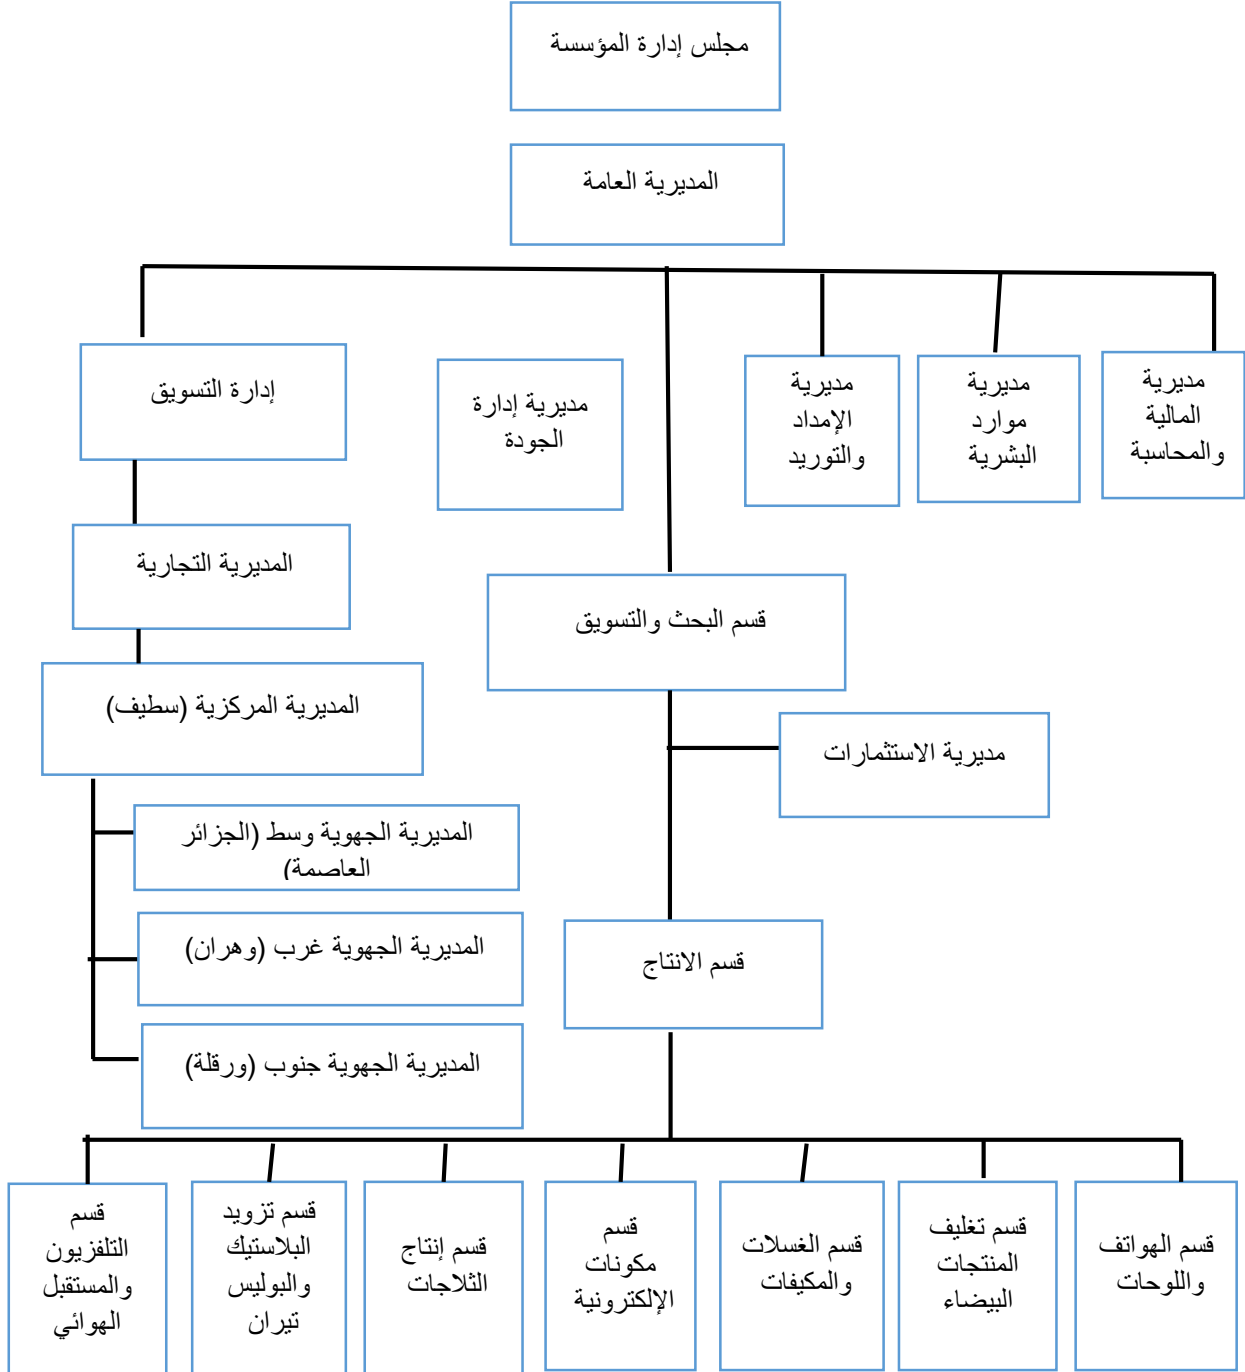 مجلس إدارة المؤسسة
المديرية العامة
مديرية
المالية
والمحاسبة
مديرية
موارد
البشرية
مديرية
الإمداد
والتوريد
مديرية إدارة
الجودة
إدارة التسويق
المديرية التجارية
قسم البحث والتسويق
المديرية المركزية (سطيف)
مديرية الاستثمارات
المديرية الجهوية وسط (الجزائر
العاصمة)
المديرية الجهوية غرب (وهران)
قسم الانتاج
المديرية الجهوية جنوب (ورقلة)
قسم الهواتف
واللوحات
قسم تغليف
المنتجات
البيضاء
قسم الغسلات
والمكيفات
قسم
مكونات
الإلكترونية
قسم إنتاج
الثلاجات
قسم تزويد
البلاستيك
والبوليس
تيران
قسم
التلفزيون
والمستقبل
الهوائي